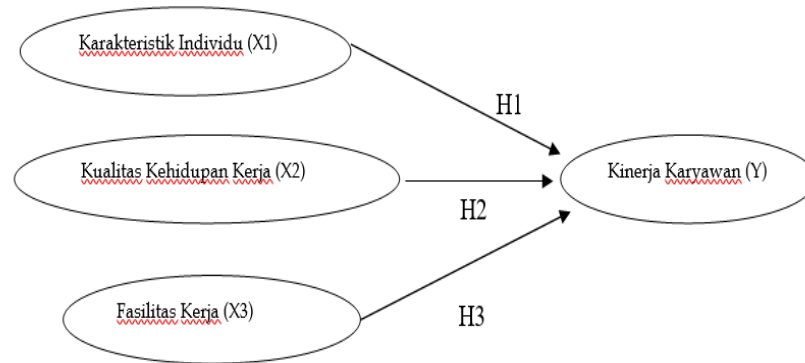 Karakteristik Individu (X1)
H1
Kualitas Kehidupan Kerja (X2)
Kinerja Karyawan (Y)
H2
Fasilitas Kerja (X3)
H3